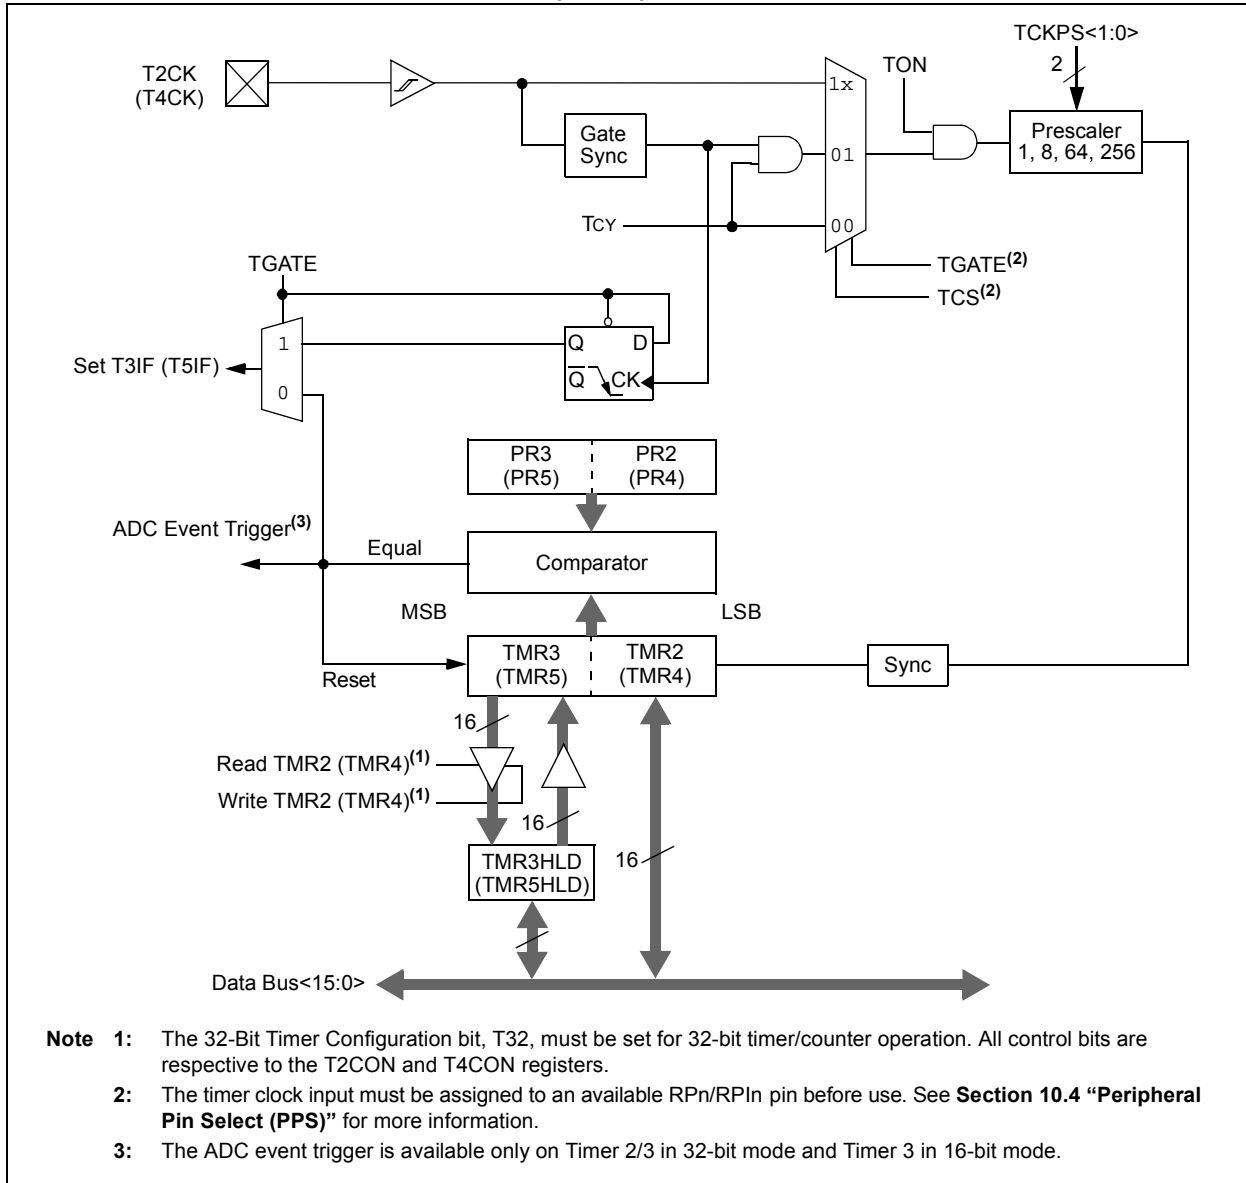 TCKPS<1:0>
2
T2CK
(T4CK)
TON
1x
Gate
Sync
01
Prescaler
1, 8, 64, 256
TCY
00
TGATE
TGATE(2)
TCS(2)
1
Q D
Set T3IF (T5IF)
Q CK
0
PR3
(PR5)
PR2
(PR4)
ADC Event Trigger(3)
Equal
Comparator
MSB
LSB
TMR3
(TMR5)
TMR2
(TMR4)
Sync
Reset
16
Read TMR2 (TMR4)(1)
Write TMR2 (TMR4)(1)
16
TMR3HLD
(TMR5HLD)
16
Data Bus<15:0>
Note 1: The 32-Bit Timer Configuration bit, T32, must be set for 32-bit timer/counter operation. All control bits are
respective to the T2CON and T4CON registers.
2: The timer clock input must be assigned to an available RPn/RPIn pin before use. See Section 10.4 “Peripheral
Pin Select (PPS)” for more information.
3: The ADC event trigger is available only on Timer 2/3 in 32-bit mode and Timer 3 in 16-bit mode.